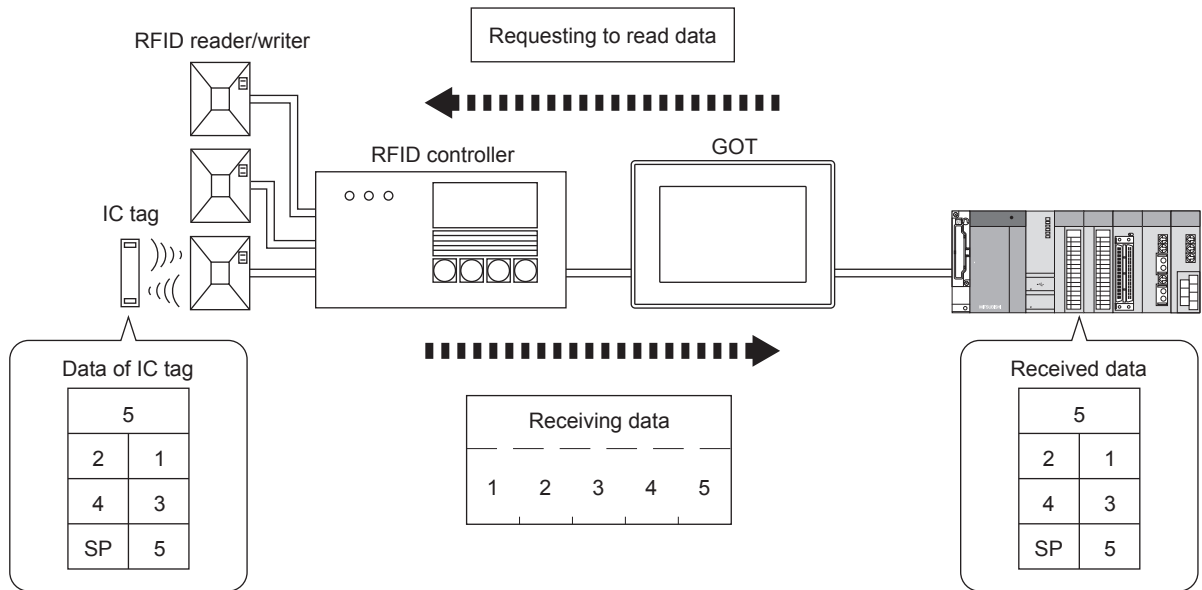 Requesting to read data
RFID reader/writer
RFID controller
GOT
IC tag
Data of IC tag
5
2 1
4 3
SP 5
Receiving data
1 2 3 4 5
Received data
5
2 1
4 3
SP 5